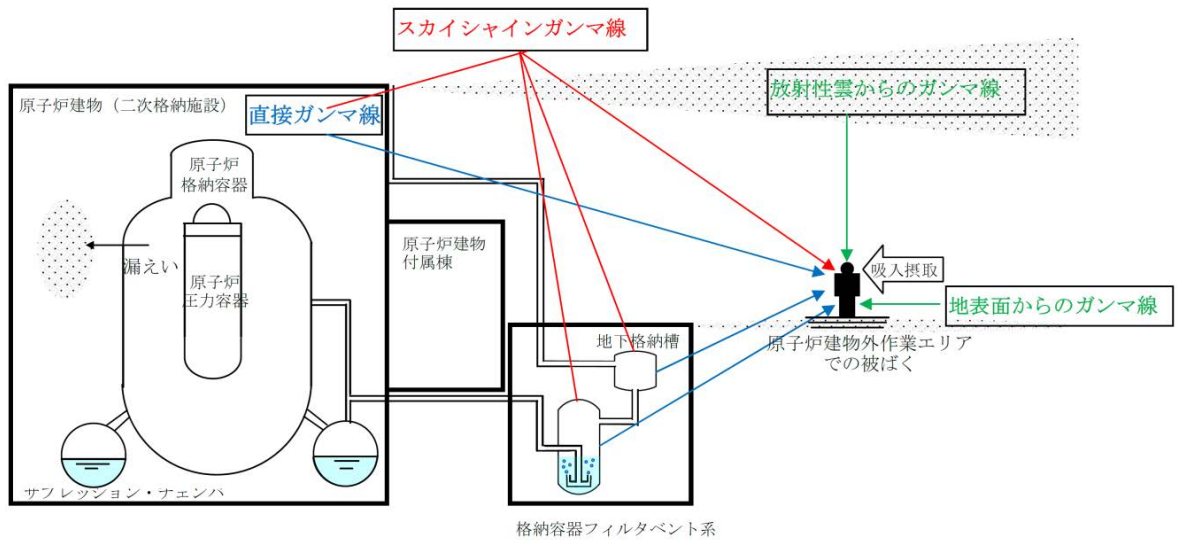 スカイシャインガンマ線
原子炉建物（二次格納施設）
直接ガンマ線
放射性雲からのガンマ線
原子炉
格納容器
原子炉建物
付属棟
漏えい
原子炉
圧力容器
吸入摂取
地表面からのガンマ線
地下格納槽
原子炉建物外作業エリア
での被ばく
サプレッション・チェンバ
格納容器フィルタベント系